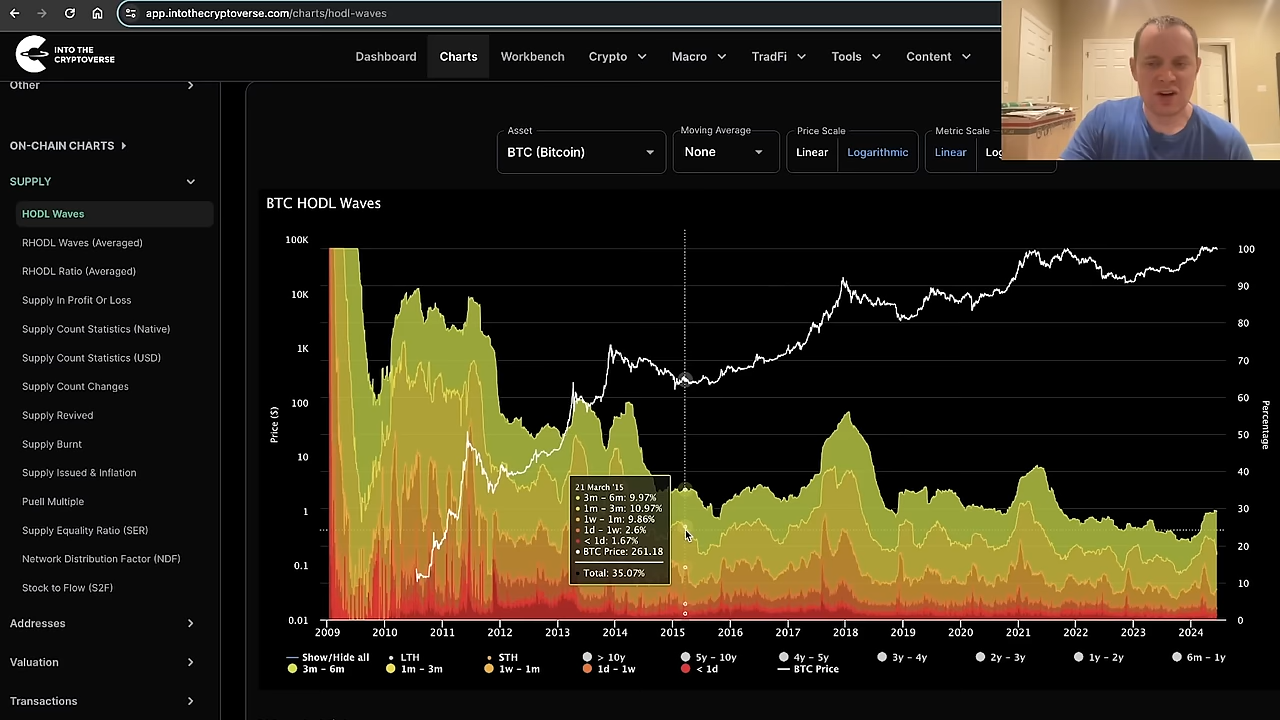 app.intothecryptoverse.com/charts/hodl-waves
INTO THE
CRYPTOVERSE
Dashboard
Charts
Workbench
Crypto
Macro
TradFi
Tools
Content
Other
ON-CHAIN CHARTS
SUPPLY
HODL Waves
RHODL Waves (Averaged)
RHODL Ratio (Averaged)
Supply In Profit Or Loss
Supply Count Statistics (Native)
Supply Count Statistics (USD)
Supply Count Changes
Supply Revived
Supply Burnt
Supply Issued & Inflation
Puell Multiple
Supply Equality Ratio (SER)
Network Distribution Factor (NDF)
Stock to Flow (S2F)
Addresses
Valuation
Transactions
Asset
BTC (Bitcoin)
Moving Average
None
Price Scale
Linear
Logarithmic
Metric Scale
Linear
BTC HODL Waves
100K
10K
1K
100
10
1
0.1
0.01
Price ($)
100
90
80
70
60
50
40
30
20
10
0
Percentage
21 March '15
3m - 6m: 9.97%
1m - 3m: 10.97%
1w - 1m: 9.86%
1d - 1w: 2.6%
< 1d: 1.67%
BTC Price: 261.18
Total: 35.07%
2009 2010 2011 2012 2013 2014 2015 2016 2017 2018 2019 2020 2021 2022 2023 2024
Show/Hide all LTH STH > 10y 5y - 10y 4y - 5y 3y - 4y 2y - 3y 1y - 2y 6m - 1y
3m - 6m 1m - 3m 1w - 1m 1d - 1w < 1d BTC Price